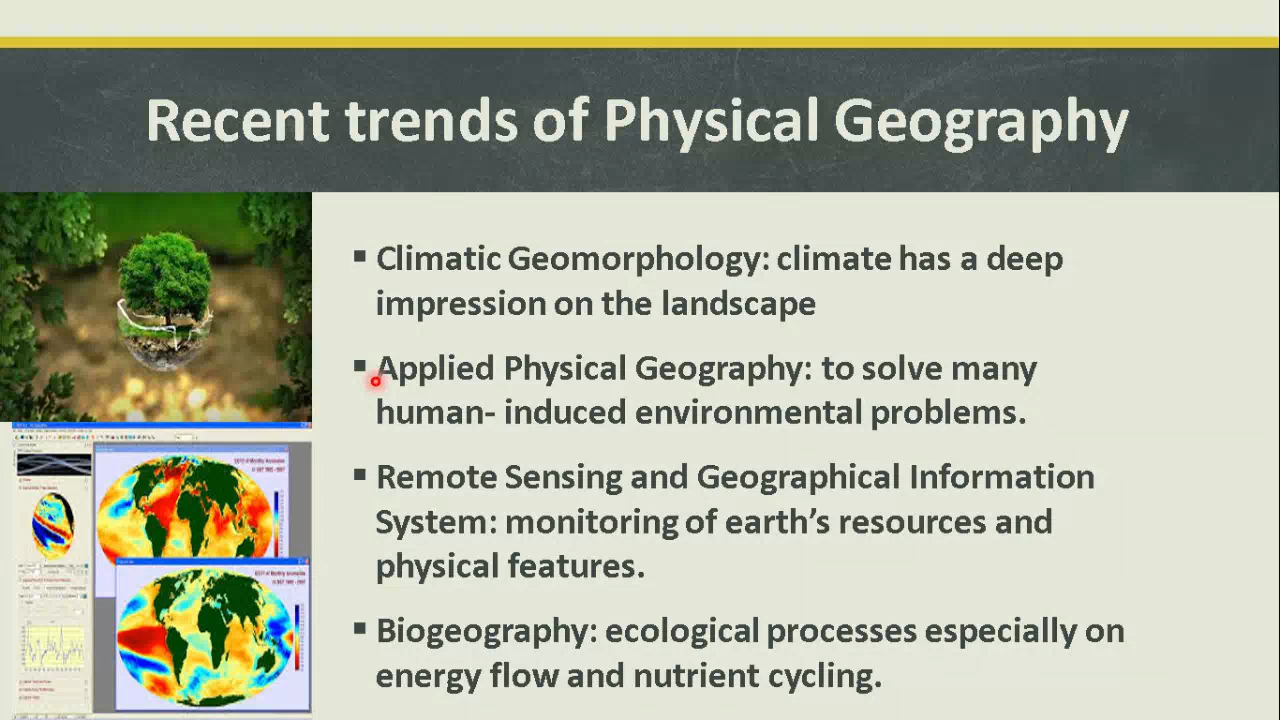 Recent trends of Physical Geography
▪ Climatic Geomorphology: climate has a deep
impression on the landscape
▪ Applied Physical Geography: to solve many
human- induced environmental problems.
▪ Remote Sensing and Geographical Information
System: monitoring of earth’s resources and
physical features.
▪ Biogeography: ecological processes especially on
energy flow and nutrient cycling.